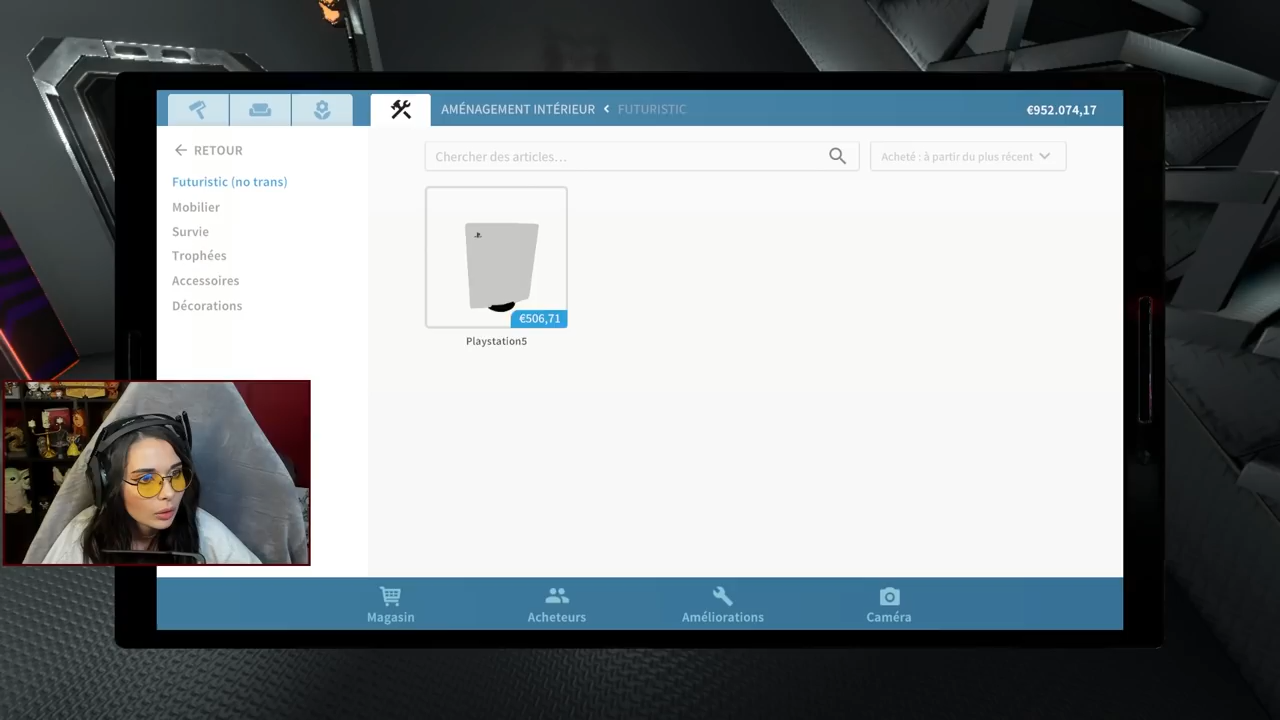 AMÉNAGEMENT INTÉRIEUR
FUTURISTIC
€952.074,17
RETOUR
Chercher des articles...
Acheté : à partir du plus récent
Futuristic (no trans)
Mobilier
Survie
Trophées
Accessoires
Décorations
€506,71
Playstation5
Magasin
Acheteurs
Améliorations
Caméra